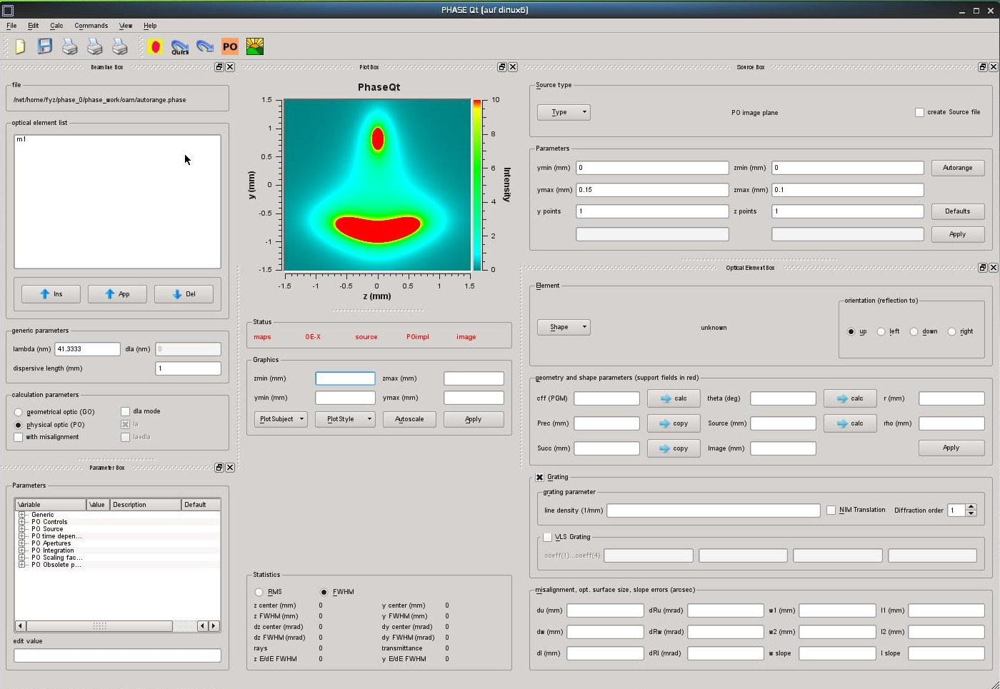 PHASE Qt (auf dinux6)
File Edit Calc Commands View Help
Quick PO
Beamline Box
file
/net/home/fyz/phase_0/phase_work/oam/autorange.phase
optical element list
m1
Ins App Del
generic parameters
lambda (nm) 41.3333 dla (nm) 0
dispersive length (mm) 1
calculation parameters
geometrical optic (GO) dla mode
physical optic (PO) la
with misalignment la+dla
Parameter Box
Parameters
Variable Value Description Default
Generic
PO Controls
PO Source
PO time depen...
PO Apertures
PO Integration
PO Scaling fac...
PO Obsolete p...
edit value
Plot Box
PhaseQt
1.5
1
0.5
0
-0.5
-1
-1.5
y (mm)
-1.5 -1 -0.5 0 0.5 1 1.5
z (mm)
10
8
6
4
2
0
Intensity
Status
maps OE-X source POimpl image
Graphics
zmin (mm) zmax (mm)
ymin (mm) ymax (mm)
Plot Subject Plot Style Autoscale Apply
Statistics
RMS FWHM
z center (mm) 0 y center (mm) 0
z FWHM (mm) 0 y FWHM (mm) 0
dz center (mrad) 0 dy center (mrad) 0
dz FWHM (mrad) 0 dy FWHM (mrad) 0
rays 0 transmittance 0
z E/dE FWHM 0 y E/dE FWHM 0
Source Box
Source type
Type PO image plane create Source file
Parameters
ymin (mm) 0 zmin (mm) 0 Autorange
ymax (mm) 0.15 zmax (mm) 0.1
y points 1 z points 1 Defaults
Apply
Optical Element Box
Element
orientation (reflection to)
Shape unknown up left down right
geometry and shape parameters (support fields in red)
cff (PGM) calc theta (deg) calc r (mm)
Prec (mm) copy Source (mm) calc rho (mm)
Succ (mm) copy Image (mm) Apply
Grating
grating parameter
line density (1/mm) NIM Translation Diffraction order 1
VLS Grating
coeff(1)...coeff(4)
misalignment, opt. surface size, slope errors (arcsec)
du (mm) dRu (mrad) w1 (mm) l1 (mm)
dw (mm) dRw (mrad) w2 (mm) l2 (mm)
dl (mm) dRl (mrad) w slope l slope